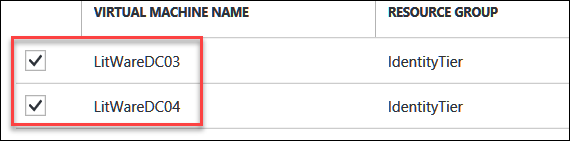 VIRTUAL MACHINE NAME RESOURCE GROUP
LitWareDC03 IdentityTier
LitWareDC04 IdentityTier